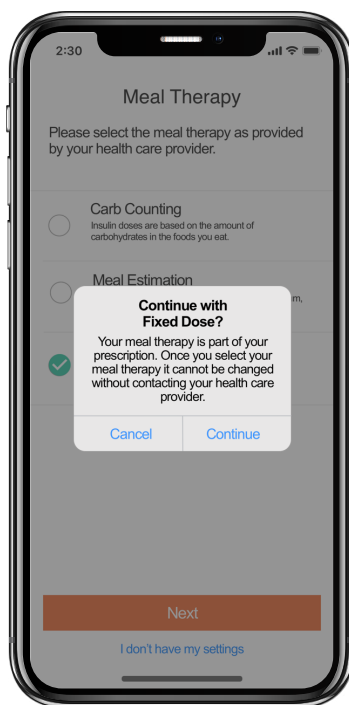 2:30
Meal Therapy
Please select the meal therapy as provided
by your health care provider.
Carb Counting
Insulin doses are based on the amount of
carbohydrates in the foods you eat.
Meal Estimation
m,
Continue with
Fixed Dose?
Your meal therapy is part of your
prescription. Once you select your
meal therapy it cannot be changed
without contacting your health care
provider.
Cancel
Continue
Next
I don't have my settings